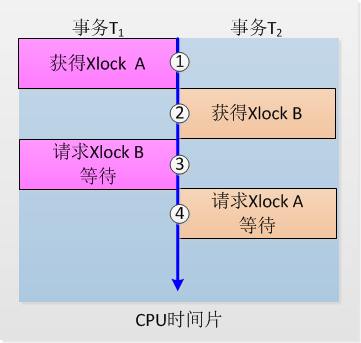 事务T₁ 事务T₂
获得Xlock A
①
②
获得Xlock B
请求Xlock B
等待
③
④
请求Xlock A
等待
CPU时间片